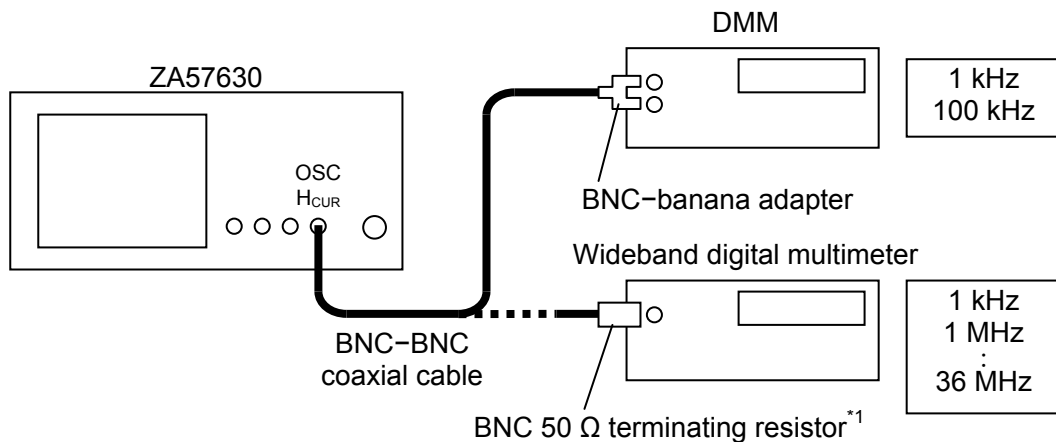 DMM
ZA57630
1 kHz
100 kHz
OSC
HCUR
BNC−banana adapter
Wideband digital multimeter
1 kHz
1 MHz
:
36 MHz
BNC−BNC
coaxial cable
BNC 50 Ω terminating resistor*1